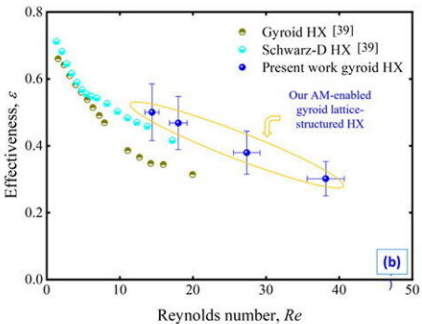 0.8
Gyroid HX [39]
Schwarz-D HX [39]
Present work gyroid HX
0.6
Our AM-enabled
gyroid lattice-
structured HX
Effectiveness, ε
0.4
0.2
(b)
0.0
0 10 20 30 40 50
Reynolds number, Re